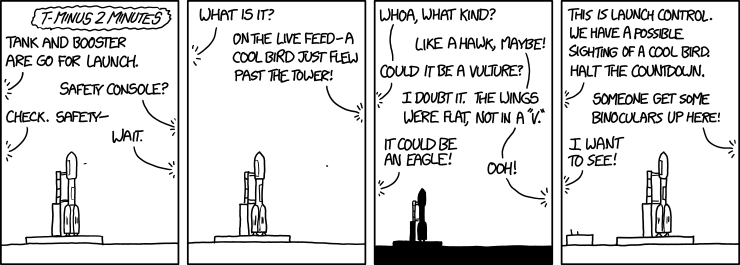 T-MINUS 2 MINUTES
TANK AND BOOSTER
ARE GO FOR LAUNCH.
SAFETY CONSOLE?
CHECK. SAFETY—
WAIT.
WHAT IS IT?
ON THE LIVE FEED—A
COOL BIRD JUST FLEW
PAST THE TOWER!
WHOA, WHAT KIND?
LIKE A HAWK, MAYBE!
COULD IT BE A VULTURE?
I DOUBT IT. THE WINGS
WERE FLAT, NOT IN A "V."
IT COULD BE
AN EAGLE!
OOH!
THIS IS LAUNCH CONTROL.
WE HAVE A POSSIBLE
SIGHTING OF A COOL BIRD.
HALT THE COUNTDOWN.
SOMEONE GET SOME
BINOCULARS UP HERE!
I WANT
TO SEE!